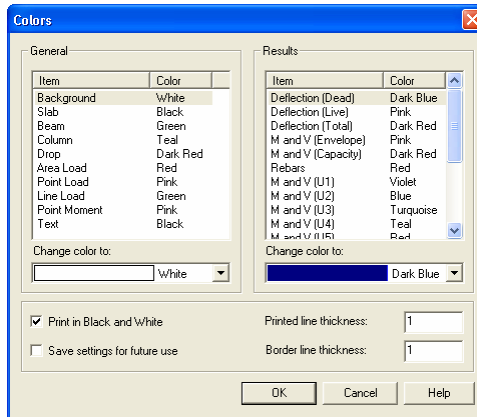 Colors
General
Item Color
Background White
Slab Black
Beam Green
Column Teal
Drop Dark Red
Area Load Red
Point Load Pink
Line Load Green
Point Moment Pink
Text Black
Change color to:
White
Results
Item Color
Deflection (Dead) Dark Blue
Deflection (Live) Pink
Deflection (Total) Dark Red
M and V (Envelope) Pink
M and V (Capacity) Dark Red
Rebars Red
M and V (U1) Violet
M and V (U2) Blue
M and V (U3) Turquoise
M and V (U4) Teal
M and V (U5) Red
Change color to:
Dark Blue
Print in Black and White
Save settings for future use
Printed line thickness: 1
Border line thickness: 1
OK Cancel Help